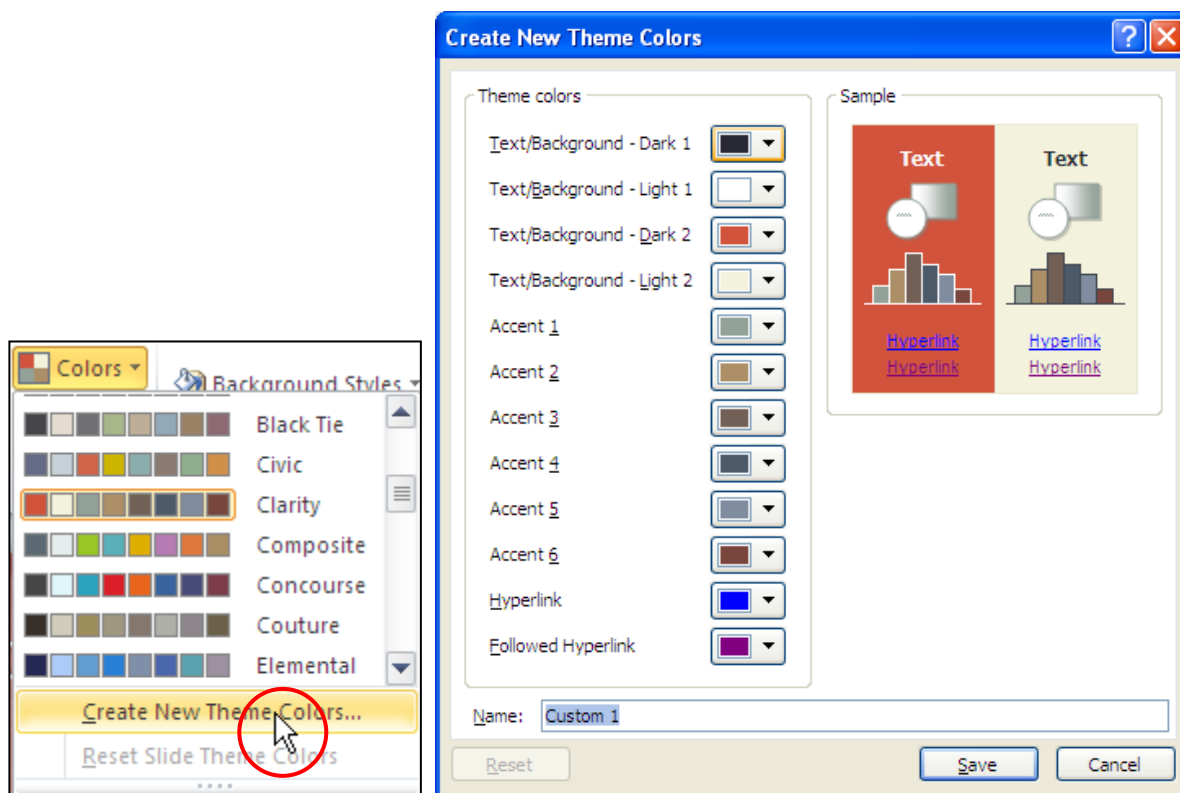 Colors
Background Styles
Black Tie
Civic
Clarity
Composite
Concourse
Couture
Elemental
Create New Theme Colors...
Reset Slide Theme Colors
Create New Theme Colors
?
Theme colors
Text/Background - Dark 1
Text/Background - Light 1
Text/Background - Dark 2
Text/Background - Light 2
Accent 1
Accent 2
Accent 3
Accent 4
Accent 5
Accent 6
Hyperlink
Followed Hyperlink
Sample
Text Text
Hyperlink Hyperlink
Hyperlink Hyperlink
Name: Custom 1
Reset Save Cancel